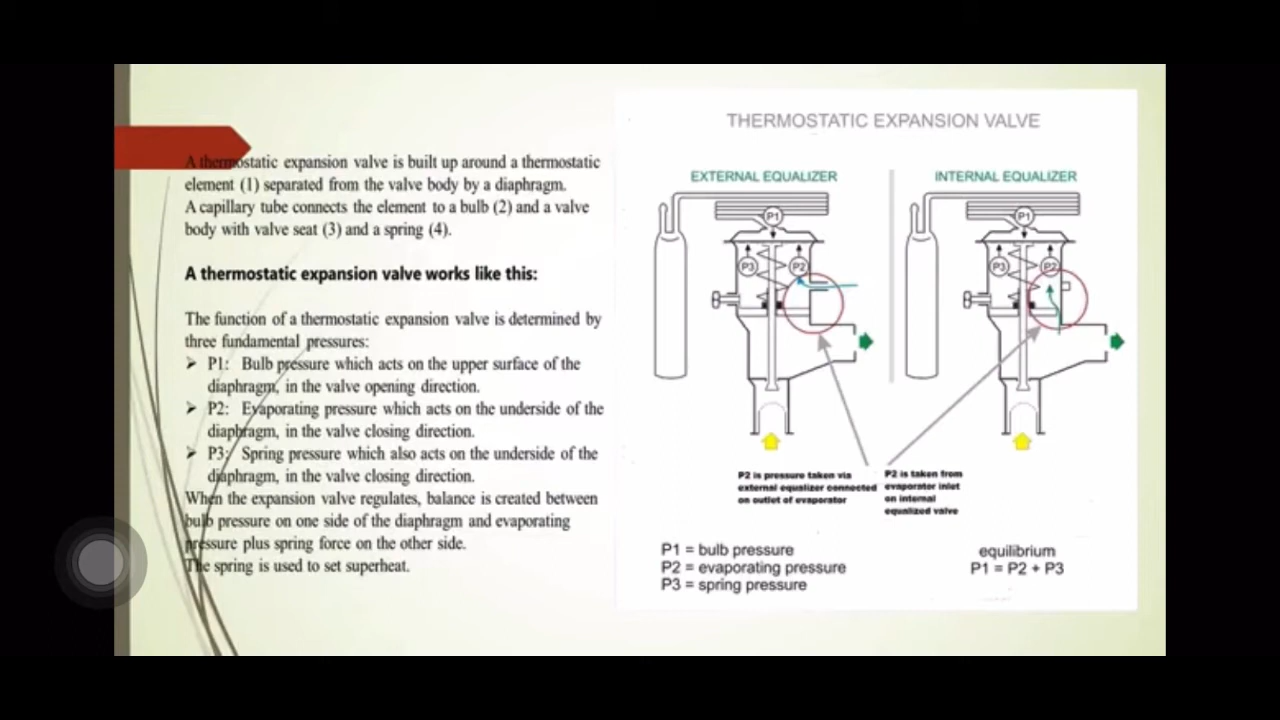 A thermostatic expansion valve is built up around a thermostatic
element (1) separated from the valve body by a diaphragm.
A capillary tube connects the element to a bulb (2) and a valve
body with valve seat (3) and a spring (4).
A thermostatic expansion valve works like this:
The function of a thermostatic expansion valve is determined by
three fundamental pressures:
➢ P1: Bulb pressure which acts on the upper surface of the
diaphragm, in the valve opening direction.
➢ P2: Evaporating pressure which acts on the underside of the
diaphragm, in the valve closing direction.
➢ P3: Spring pressure which also acts on the underside of the
diaphragm, in the valve closing direction.
When the expansion valve regulates, balance is created between
bulb pressure on one side of the diaphragm and evaporating
pressure plus spring force on the other side.
The spring is used to set superheat.
THERMOSTATIC EXPANSION VALVE
EXTERNAL EQUALIZER
P1
P3
P2
P2 is pressure taken via
external equalizer connected
on outlet of evaporator
INTERNAL EQUALIZER
P1
P3
P2
P2 is taken from
evaporator inlet
on internal
equalized valve
P1 = bulb pressure
P2 = evaporating pressure
P3 = spring pressure
equilibrium
P1 = P2 + P3